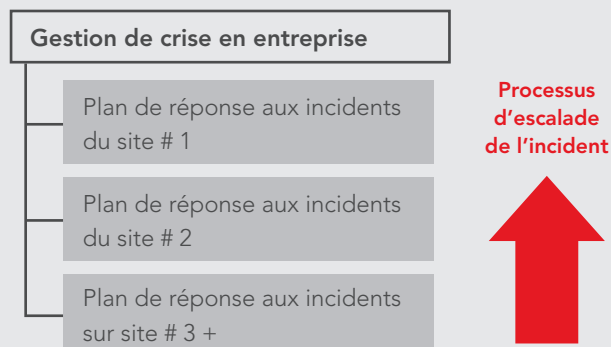 Gestion de crise en entreprise
Plan de réponse aux incidents
du site # 1
Plan de réponse aux incidents
du site # 2
Plan de réponse aux incidents
sur site # 3 +
Processus
d’escalade
de l’incident